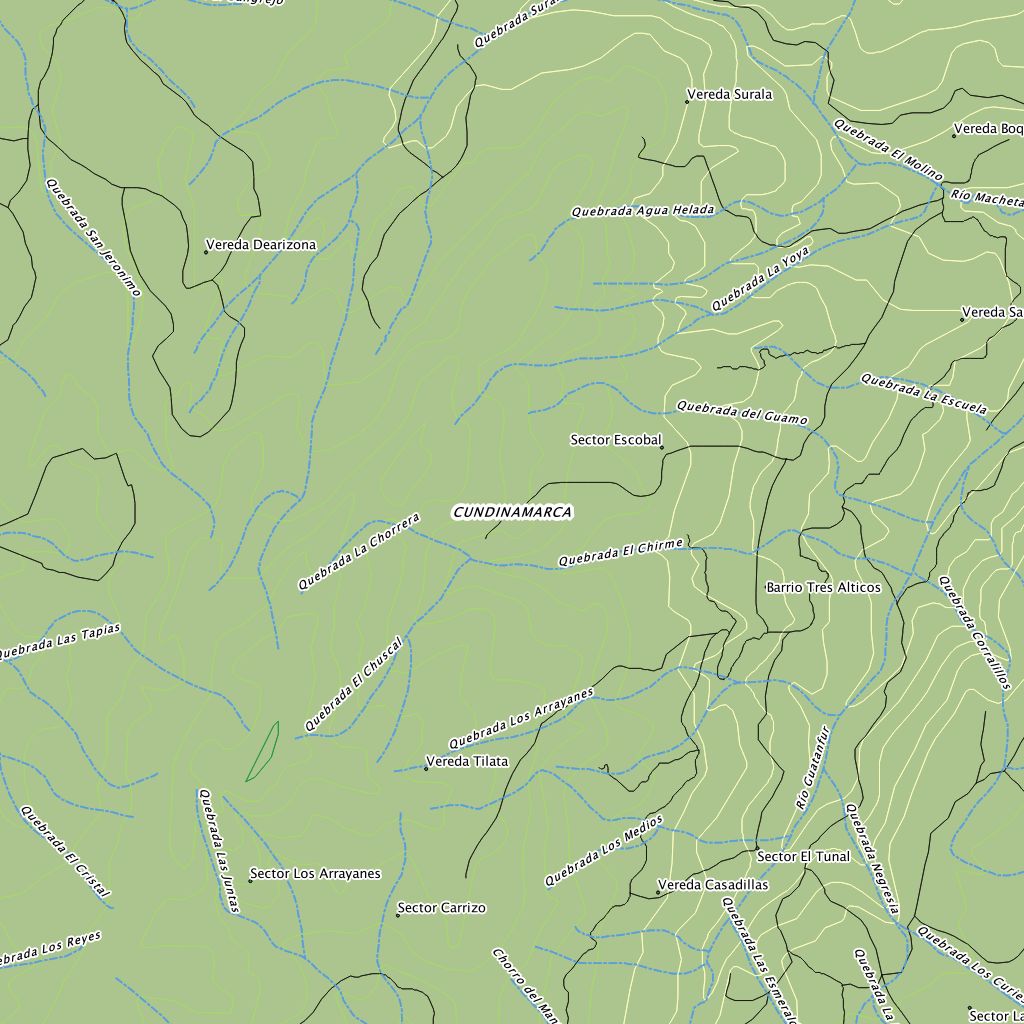 Quebrada Sura
Vereda Surala
Vereda Boq
Quebrada El Molino
Río Macheta
Quebrada San Jeronimo
Quebrada Agua Helada
Vereda Dearizona
Quebrada La Yoya
Vereda Sa
Quebrada La Escuela
Quebrada del Guamo
Sector Escobal
CUNDINAMARCA
Quebrada La Chorrera
Quebrada El Chirme
Barrio Tres Alticos
Quebrada Corralillos
Quebrada Las Tapias
Quebrada El Chuscal
Quebrada Los Arrayanes
Río Guatanfur
Vereda Tilata
Quebrada El Cristal
Quebrada Las Juntas
Quebrada Los Medios
Quebrada Negresia
Sector El Tunal
Sector Los Arrayanes
Vereda Casadillas
Sector Carrizo
ebrada Los Reyes
Chorro del Man
Quebrada Las Esmeral
Quebrada La
Quebrada Los Curie
Sector La